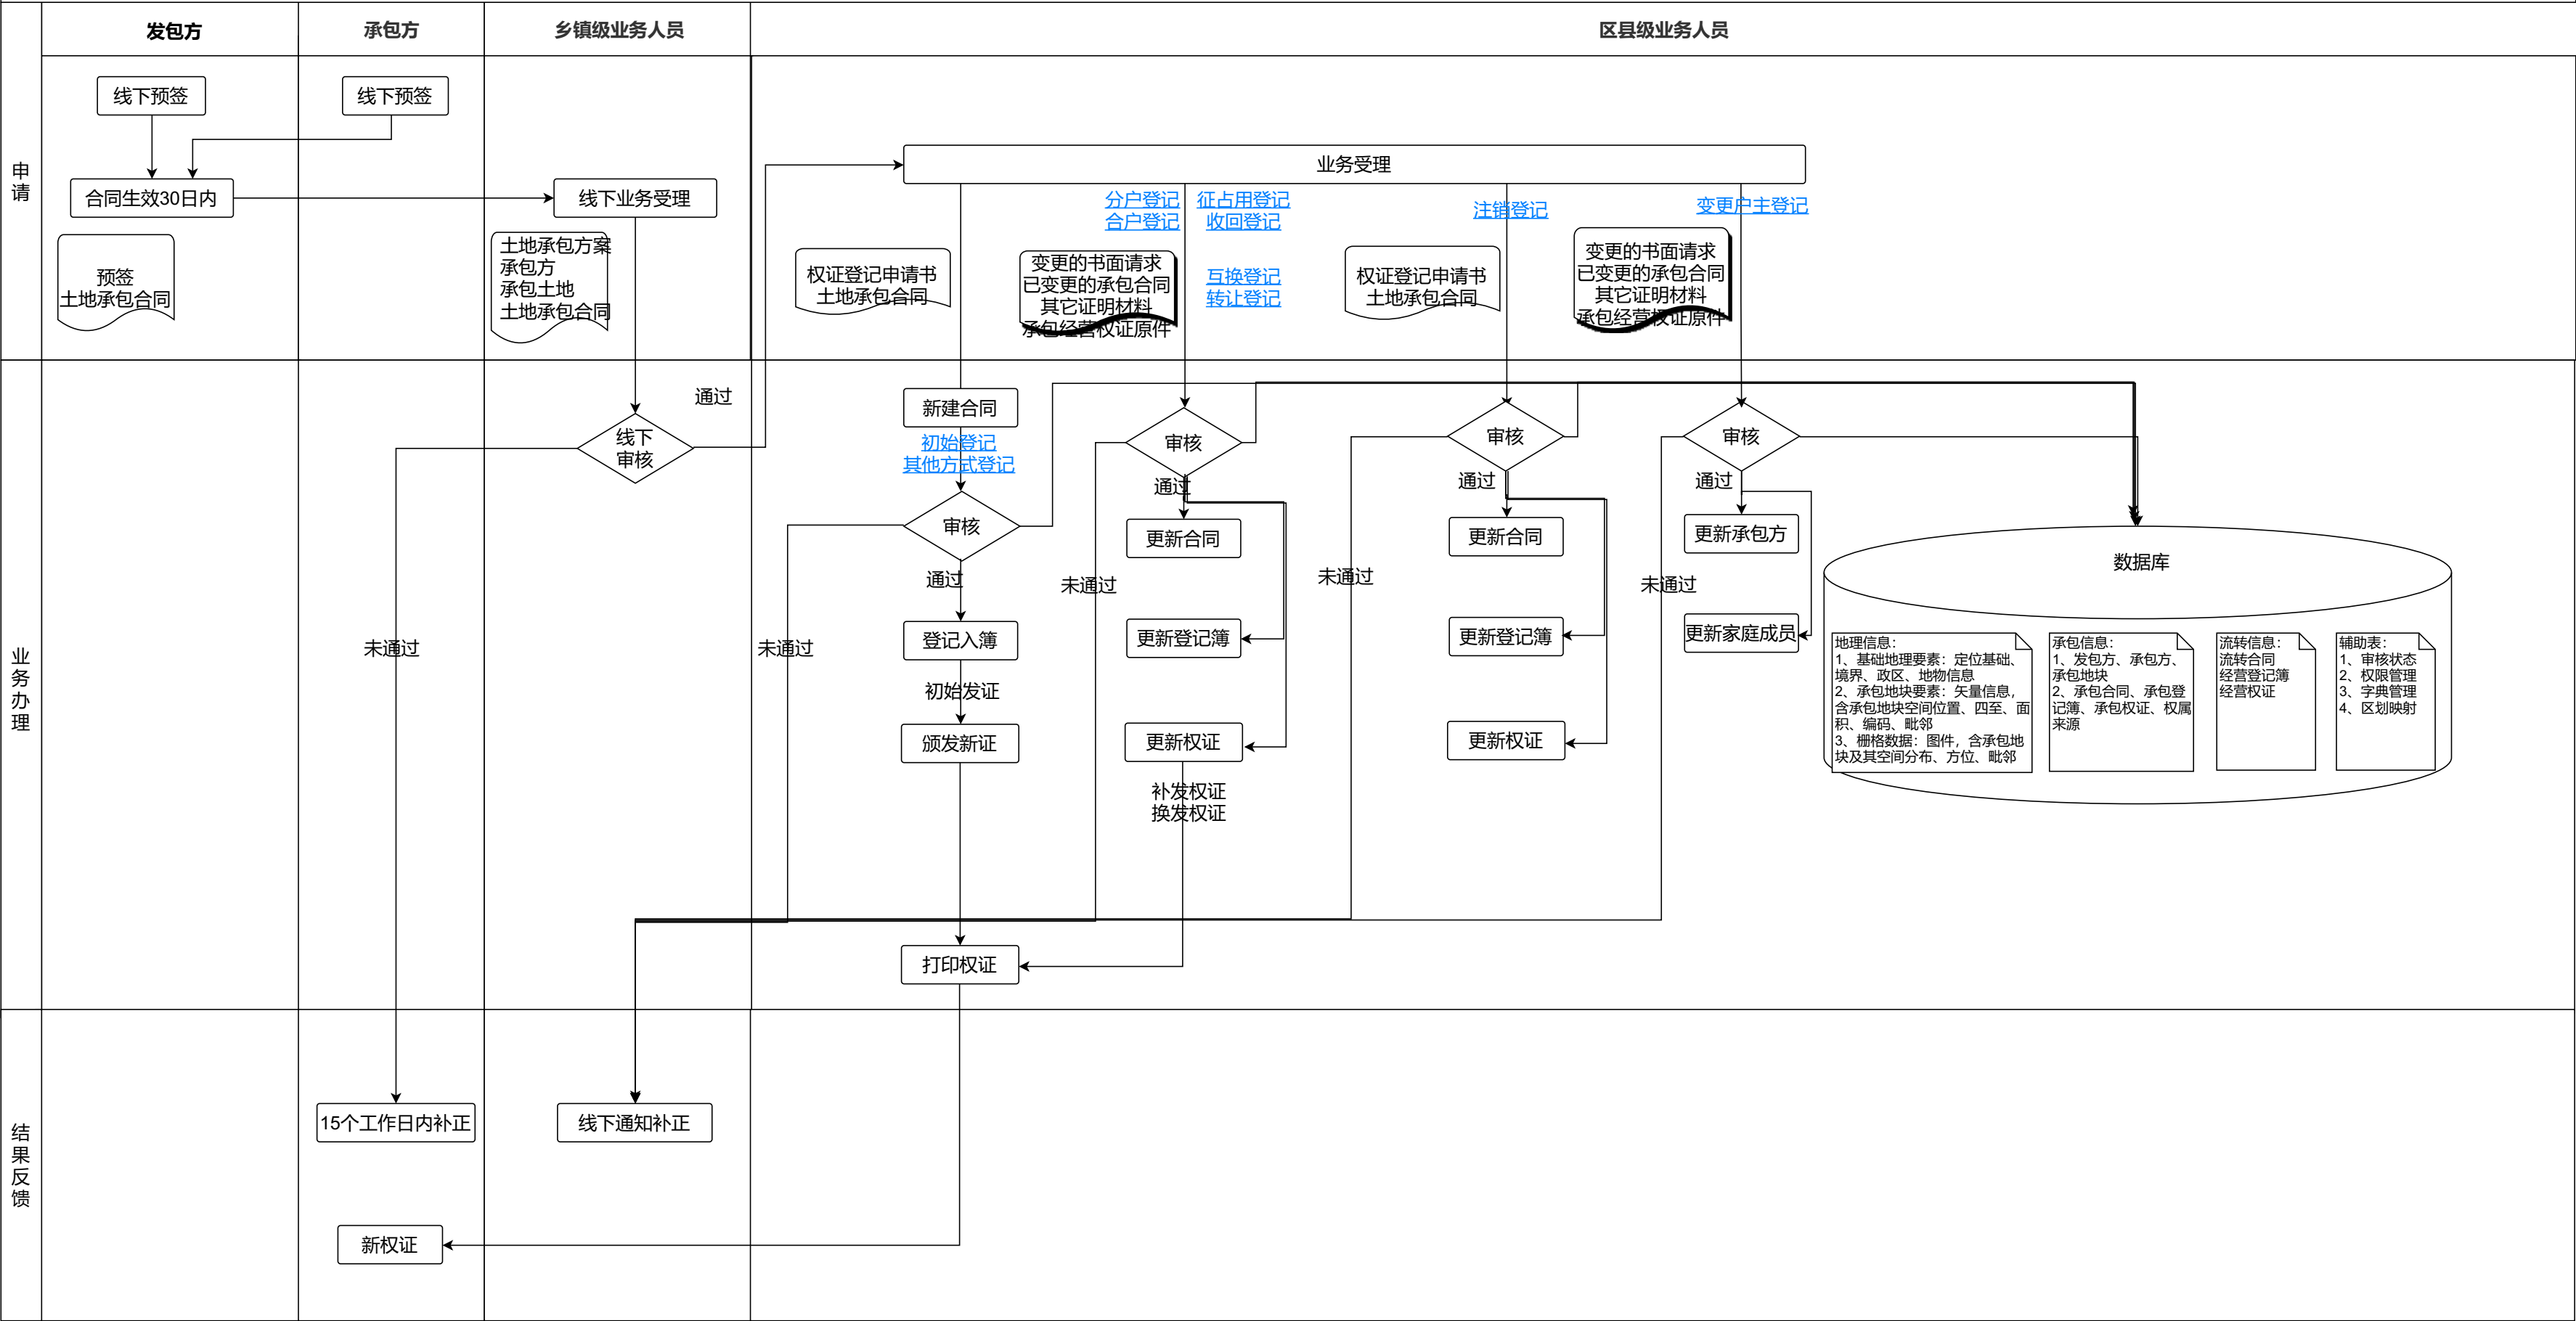 发包方
承包方
乡镇级业务人员
区县级业务人员
申
请
线下预签
线下预签
合同生效30日内
线下业务受理
业务受理
预签
土地承包合同
土地承包方案
承包方
承包土地
土地承包合同
权证登记申请书
土地承包合同
分户登记
合户登记
征占用登记
收回登记
互换登记
转让登记
变更的书面请求
已变更的承包合同
其它证明材料
承包经营权证原件
注销登记
权证登记申请书
土地承包合同
变更户主登记
变更的书面请求
已变更的承包合同
其它证明材料
承包经营权证原件
业
务
办
理
线下
审核
通过
未通过
新建合同
初始登记
其他方式登记
审核
通过
未通过
登记入簿
初始发证
颁发新证
打印权证
审核
通过
未通过
更新合同
更新登记簿
更新权证
补发权证
换发权证
审核
通过
未通过
更新合同
更新登记簿
更新权证
审核
通过
未通过
更新承包方
更新家庭成员
数据库
地理信息：
1、基础地理要素：定位基础、
境界、政区、地物信息
2、承包地块要素：矢量信息，
含承包地块空间位置、四至、面
积、编码、毗邻
3、栅格数据：图件，含承包地
块及其空间分布、方位、毗邻
承包信息：
1、发包方、承包方、
承包地块
2、承包合同、承包登
记簿、承包权证、权属
来源
流转信息：
流转合同
经营登记簿
经营权证
辅助表：
1、审核状态
2、权限管理
3、字典管理
4、区划映射
结
果
反
馈
15个工作日内补正
线下通知补正
新权证